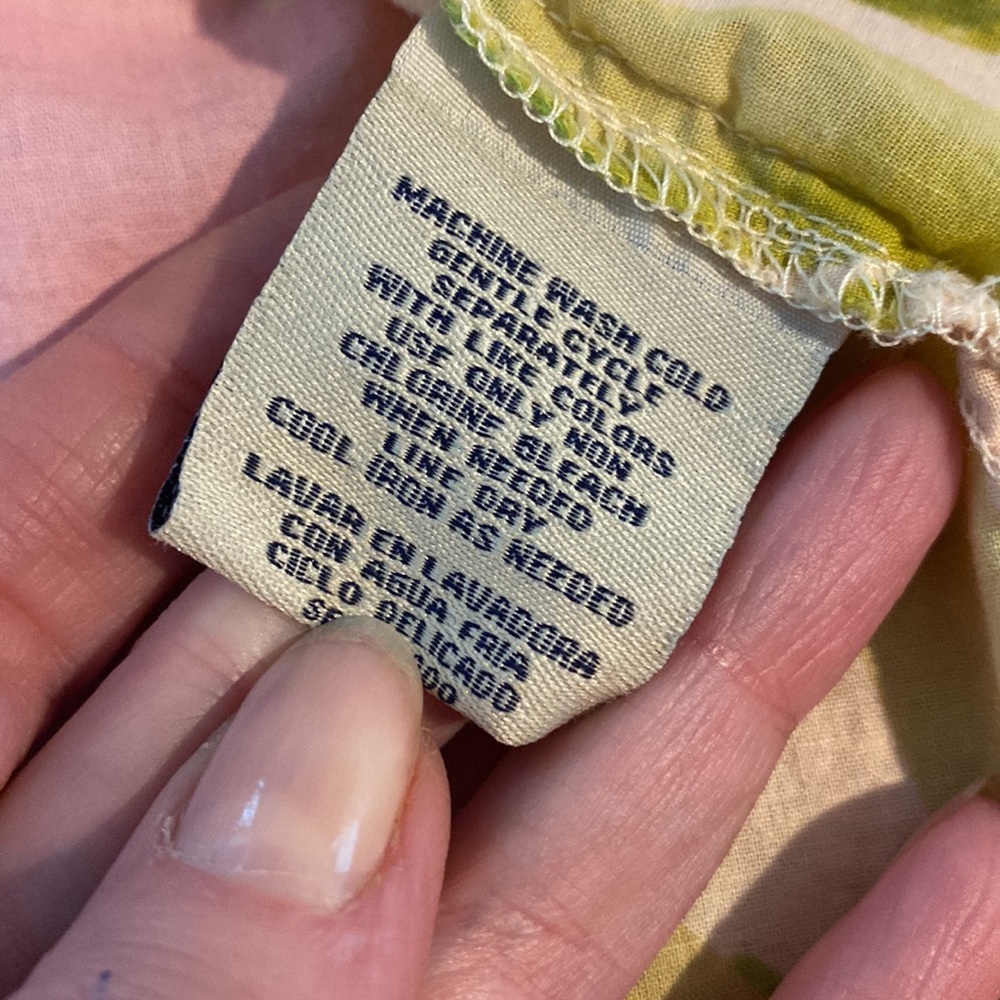 MACHINE WASH COLD
GENTLE CYCLE
SEPARATELY
WITH LIKE COLORS
USE ONLY NON
CHLORINE BLEACH
WHEN NEEDED
LINE DRY
COOL IRON AS NEEDED
LAVAR EN LAVADORA
CON AGUA FRIA
CICLO DELICADO